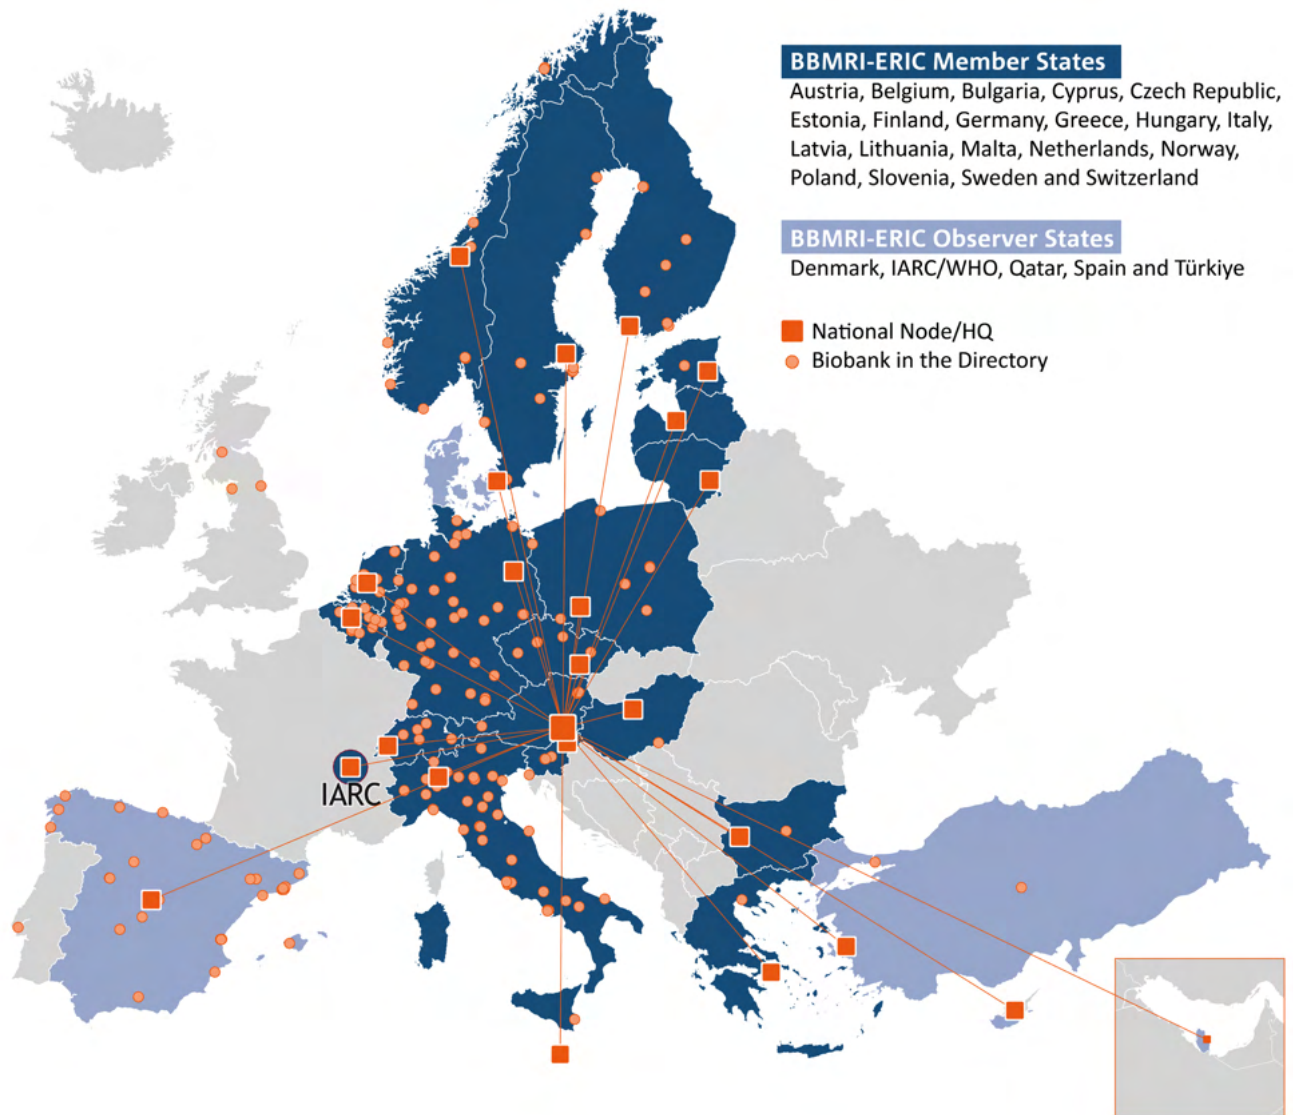 BBMRI-ERIC Member States
Austria, Belgium, Bulgaria, Cyprus, Czech Republic,
Estonia, Finland, Germany, Greece, Hungary, Italy,
Latvia, Lithuania, Malta, Netherlands, Norway,
Poland, Slovenia, Sweden and Switzerland
BBMRI-ERIC Observer States
Denmark, IARC/WHO, Qatar, Spain and Türkiye
National Node/HQ
Biobank in the Directory
IARC